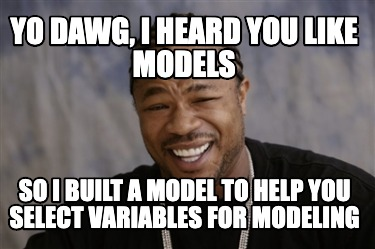 YO DAWG, I HEARD YOU LIKE
MODELS
SO I BUILT A MODEL TO HELP YOU
SELECT VARIABLES FOR MODELING